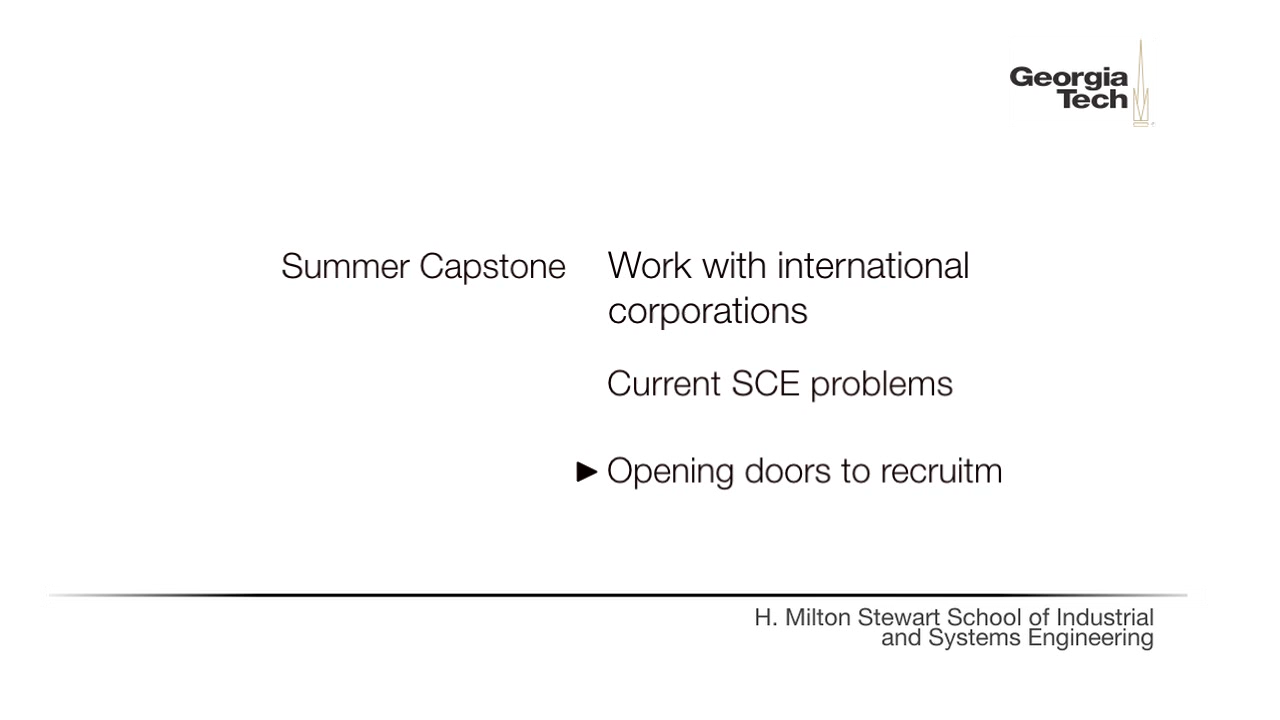 Georgia
Tech
Summer Capstone
Work with international
corporations
Current SCE problems
Opening doors to recruitm
H. Milton Stewart School of Industrial
and Systems Engineering